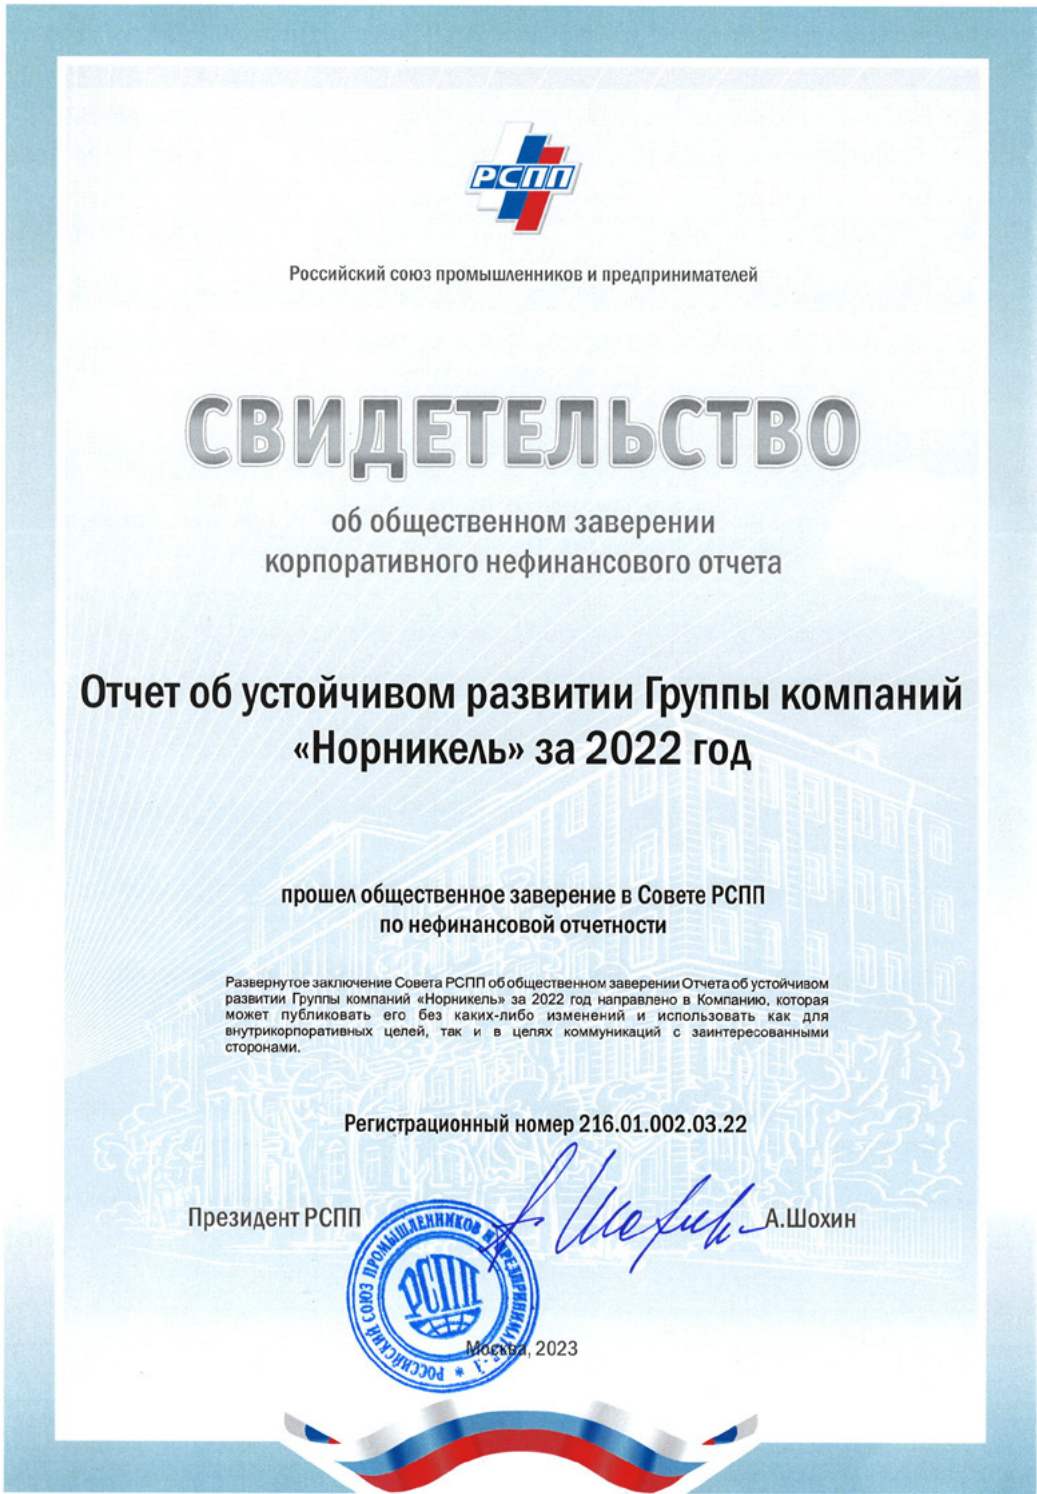 РСПП
Российский союз промышленников и предпринимателей
СВИДЕТЕЛЬСТВО
об общественном заверении
корпоративного нефинансового отчета
Отчет об устойчивом развитии Группы компаний
«Норникель» за 2022 год
прошел общественное заверение в Совете РСПП
по нефинансовой отчетности
Развернутое заключение Совета РСПП об общественном заверении Отчета об устойчивом
развитии Группы компаний «Норникель» за 2022 год направлено в Компанию, которая
может публиковать его без каких-либо изменений и использовать как для
внутрикорпоративных целей, так и в целях коммуникаций с заинтересованными
сторонами.
Регистрационный номер 216.01.002.03.22
Президент РСПП
А.Шохин
РОССИЙСКИЙ СОЮЗ ПРОМЫШЛЕННИКОВ И
РСПП
Москва, 2023